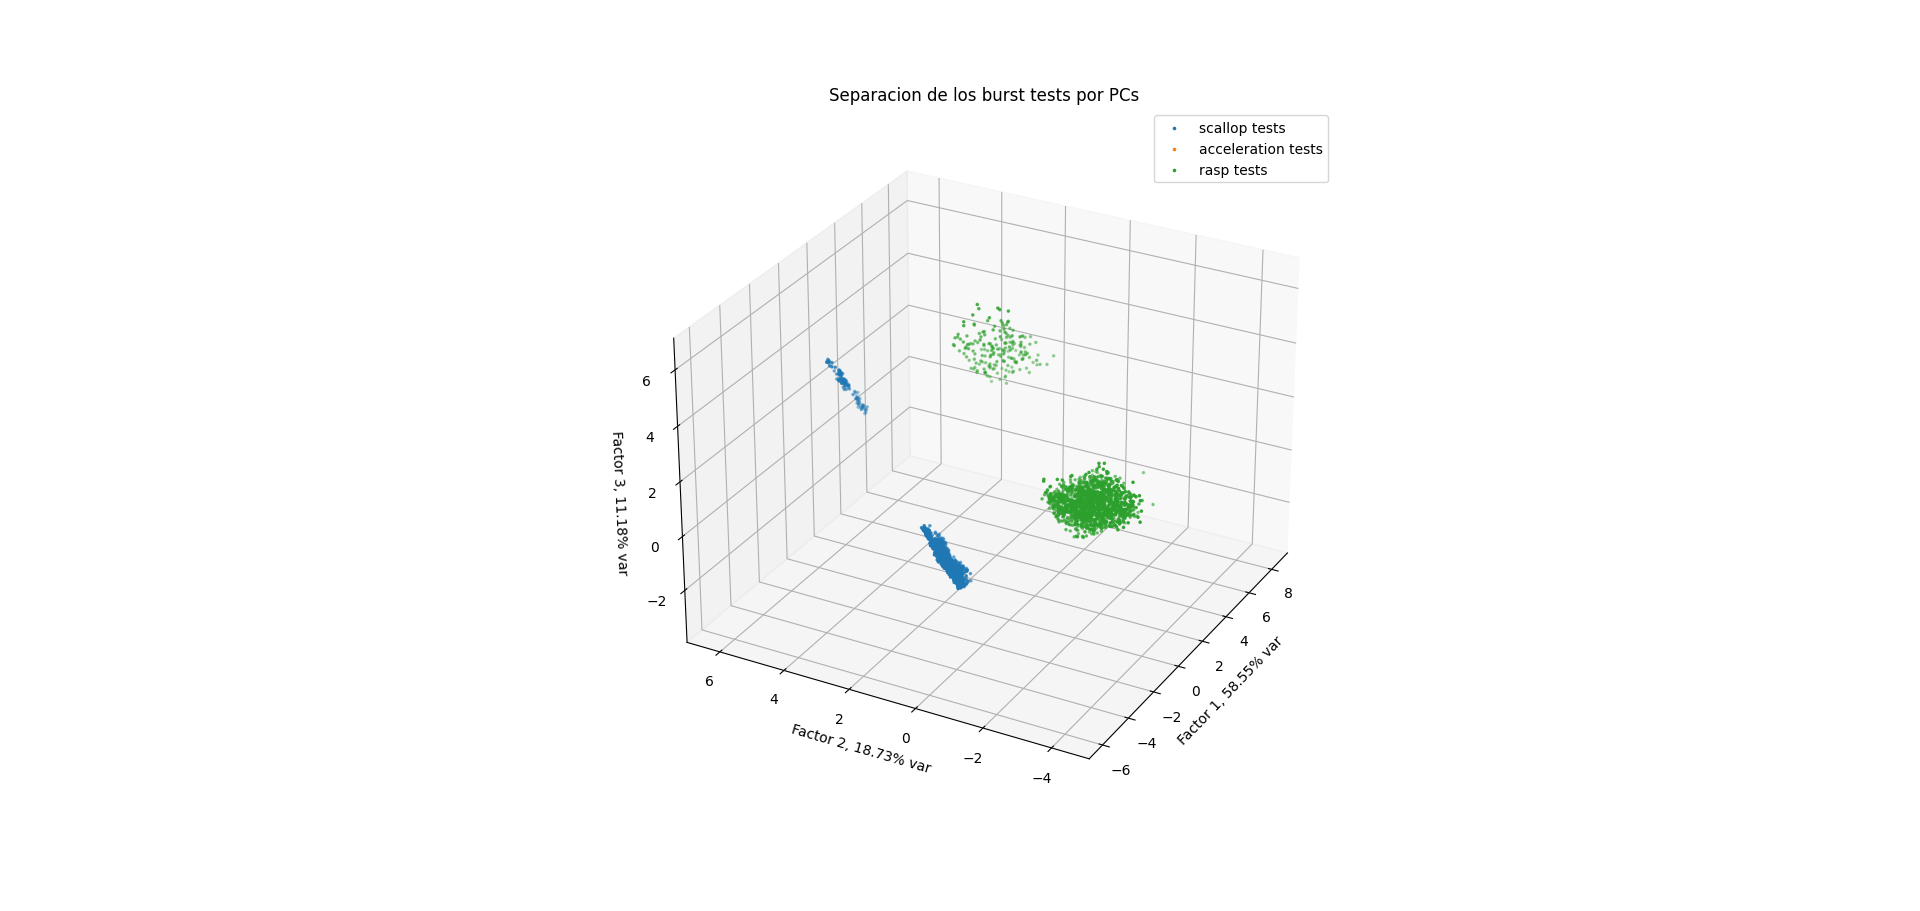 Separacion de los burst tests por PCs
scallop tests
acceleration tests
rasp tests
6
4
2
0
−2
Factor 3, 11.18% var
6
4
2
0
−2
−4
Factor 2, 18.73% var
8
6
4
2
0
−2
−4
−6
Factor 1, 58.55% var